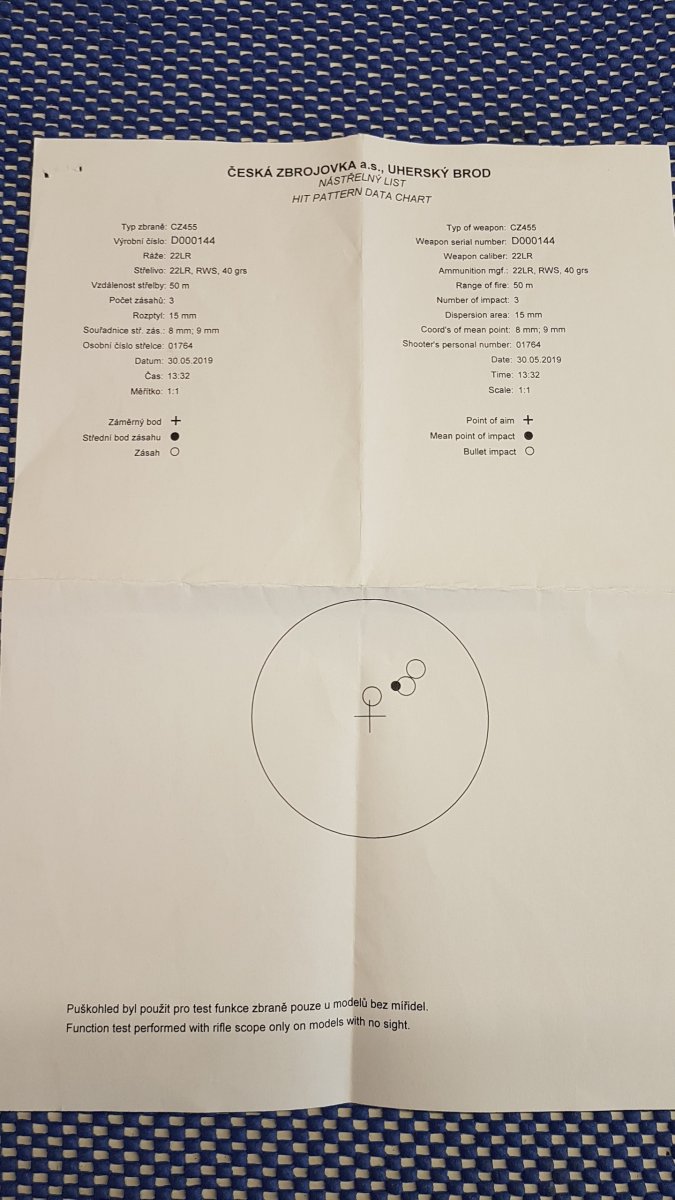 ČESKÁ ZBROJOVKA a.s., UHERSKÝ BROD
NÁSTŘELNÝ LIST
HIT PATTERN DATA CHART
Typ zbraně: CZ455
Výrobní číslo: D000144
Ráže: 22LR
Střelivo: 22LR, RWS, 40 grs
Vzdálenost střelby: 50 m
Počet zásahů: 3
Rozptyl: 15 mm
Souřadnice stř. zás.: 8 mm; 9 mm
Osobní číslo střelce: 01764
Datum: 30.05.2019
Čas: 13:32
Měřítko: 1:1
Záměrný bod
Střední bod zásahu
Zásah
Typ of weapon: CZ455
Weapon serial number: D000144
Weapon caliber: 22LR
Ammunition mgf.: 22LR, RWS, 40 grs
Range of fire: 50 m
Number of impact: 3
Dispersion area: 15 mm
Coord's of mean point: 8 mm; 9 mm
Shooter's personal number: 01764
Date: 30.05.2019
Time: 13:32
Scale: 1:1
Point of aim
Mean point of impact
Bullet impact
Puškohled byl použit pro test funkce zbraně pouze u modelů bez mířidel.
Function test performed with rifle scope only on models with no sight.